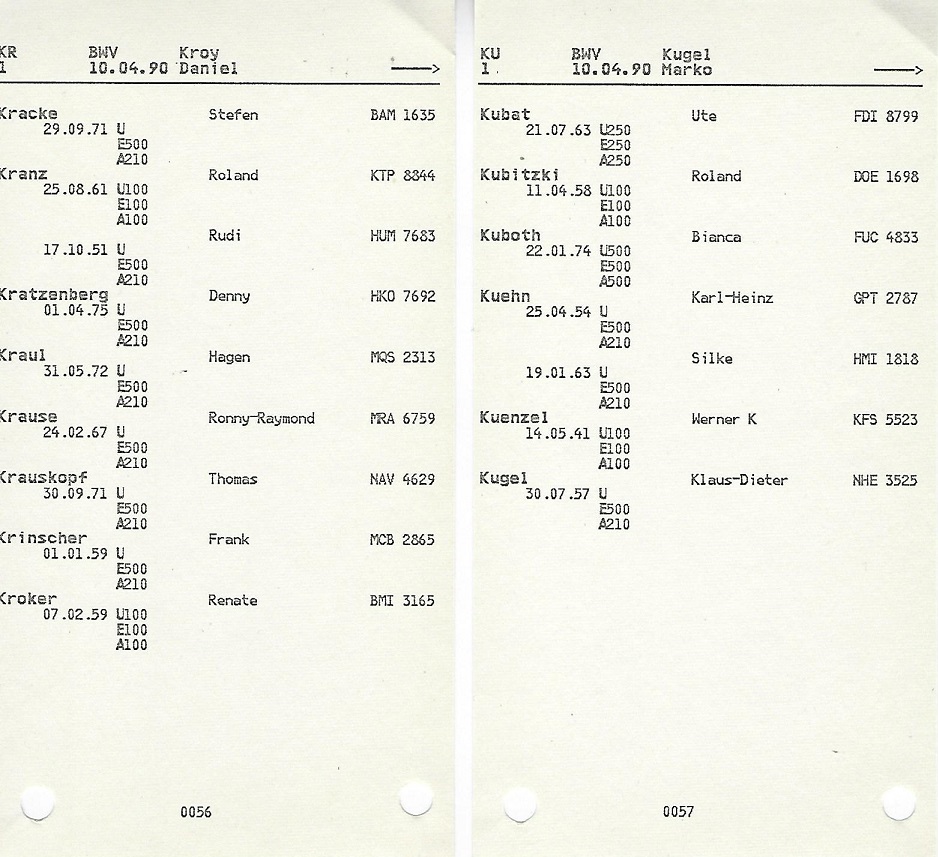 KR BWV Kroy
1 10.04.90 Daniel →
Kracke Stefen BAM 1635
29.09.71 U
E500
A210
Kranz Roland KTP 8844
25.08.61 U100
E100
A100
Rudi HUM 7683
17.10.51 U
E500
A210
Kratzenberg Denny HKO 7692
01.04.75 U
E500
A210
Kraul Hagen MQS 2313
31.05.72 U
E500
A210
Krause Ronny-Raymond MRA 6759
24.02.67 U
E500
A210
Krauskopf Thomas NAV 4629
30.09.71 U
E500
A210
Krinscher Frank MCB 2865
01.01.59 U
E500
A210
Kroker Renate BMI 3165
07.02.59 U100
E100
A100
0056
KU BWV Kugel
1 10.04.90 Marko →
Kubat Ute FDI 8799
21.07.63 U250
E250
A250
Kubitzki Roland DOE 1698
11.04.58 U100
E100
A100
Kuboth Bianca FUC 4833
22.01.74 U500
E500
A500
Kuehn Karl-Heinz GPT 2787
25.04.54 U
E500
A210
Silke HMI 1818
19.01.63 U
E500
A210
Kuenzel Werner K KFS 5523
14.05.41 U100
E100
A100
Kugel Klaus-Dieter NHE 3525
30.07.57 U
E500
A210
0057